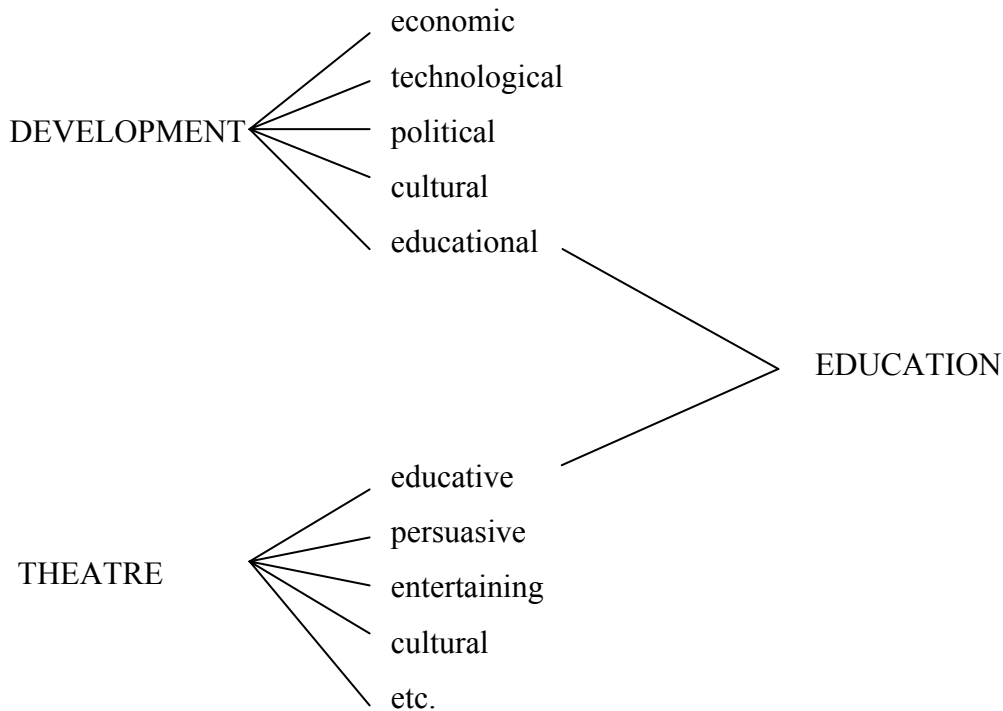 economic
technological
DEVELOPMENT
political
cultural
educational
EDUCATION
educative
persuasive
THEATRE
entertaining
cultural
etc.